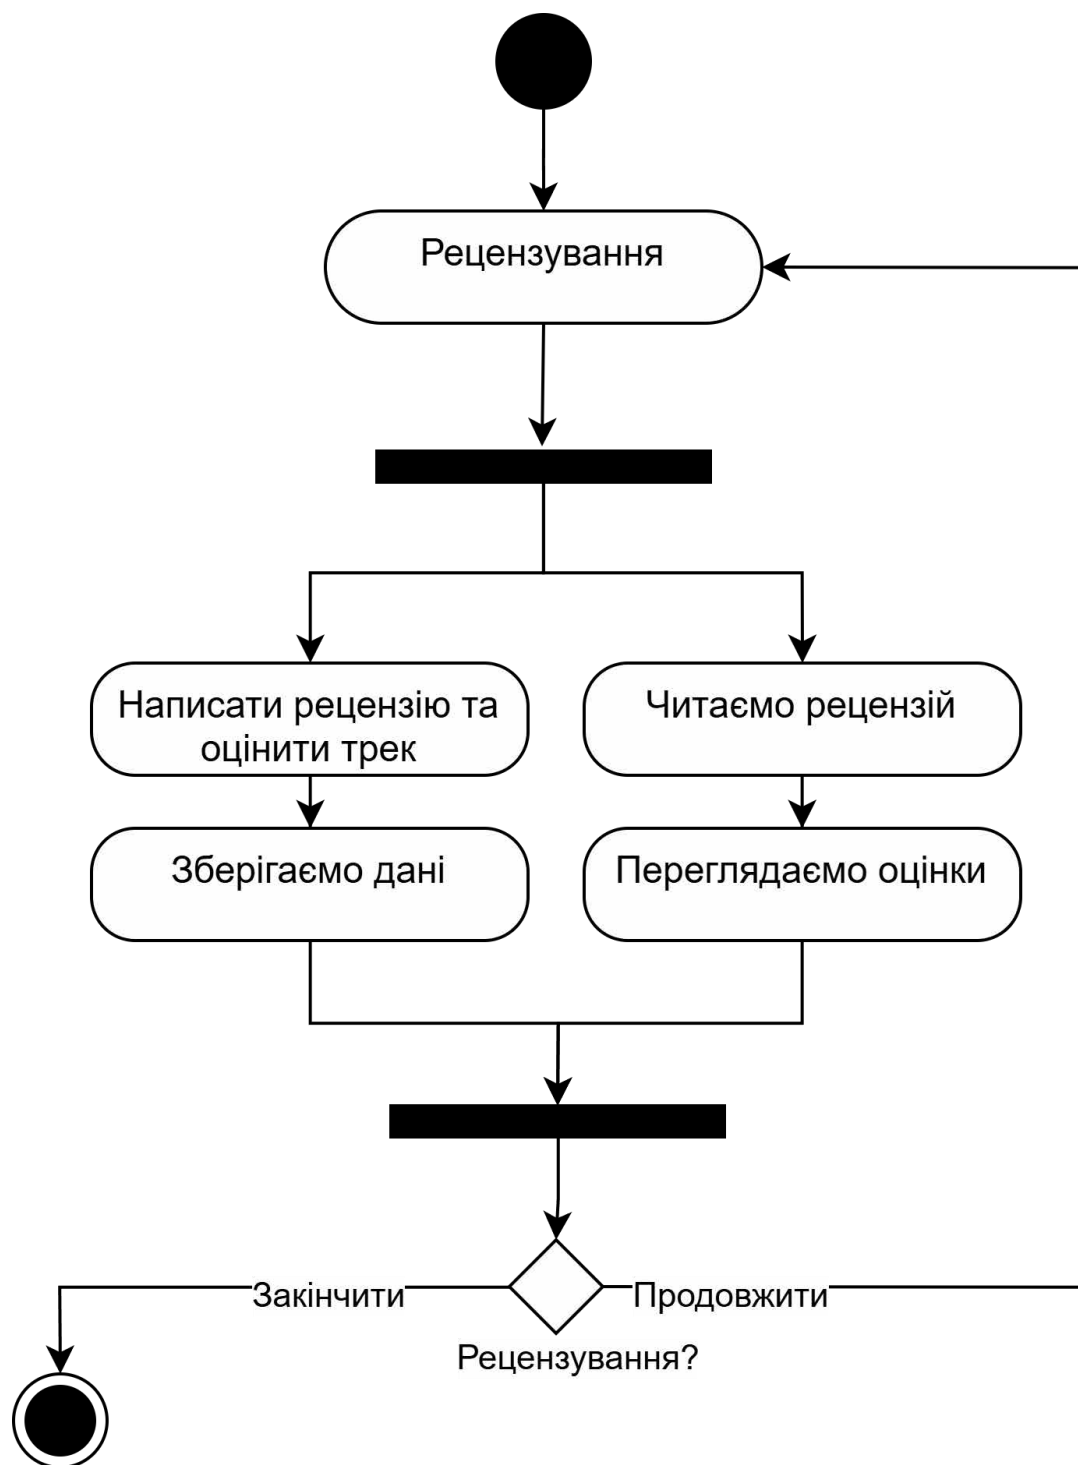 Рецензування
Написати рецензію та
оцінити трек
Читаємо рецензій
Зберігаємо дані
Переглядаємо оцінки
Закінчити
Продовжити
Рецензування?